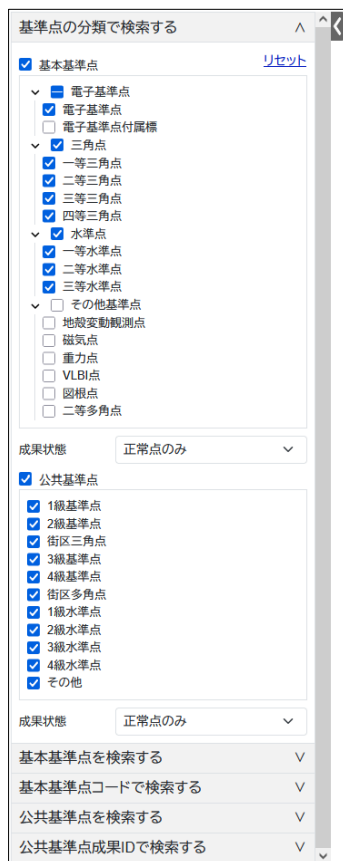 基準点の分類で検索する
リセット
基本基準点
電子基準点
電子基準点
電子基準点付属標
三角点
一等三角点
二等三角点
三等三角点
四等三角点
水準点
一等水準点
二等水準点
三等水準点
その他基準点
地殻変動観測点
磁気点
重力点
VLBI点
図根点
二等多角点
成果状態 正常点のみ
公共基準点
1級基準点
2級基準点
街区三角点
3級基準点
4級基準点
街区多角点
1級水準点
2級水準点
3級水準点
4級水準点
その他
成果状態 正常点のみ
基本基準点を検索する
基本基準点コードで検索する
公共基準点を検索する
公共基準点成果IDで検索する